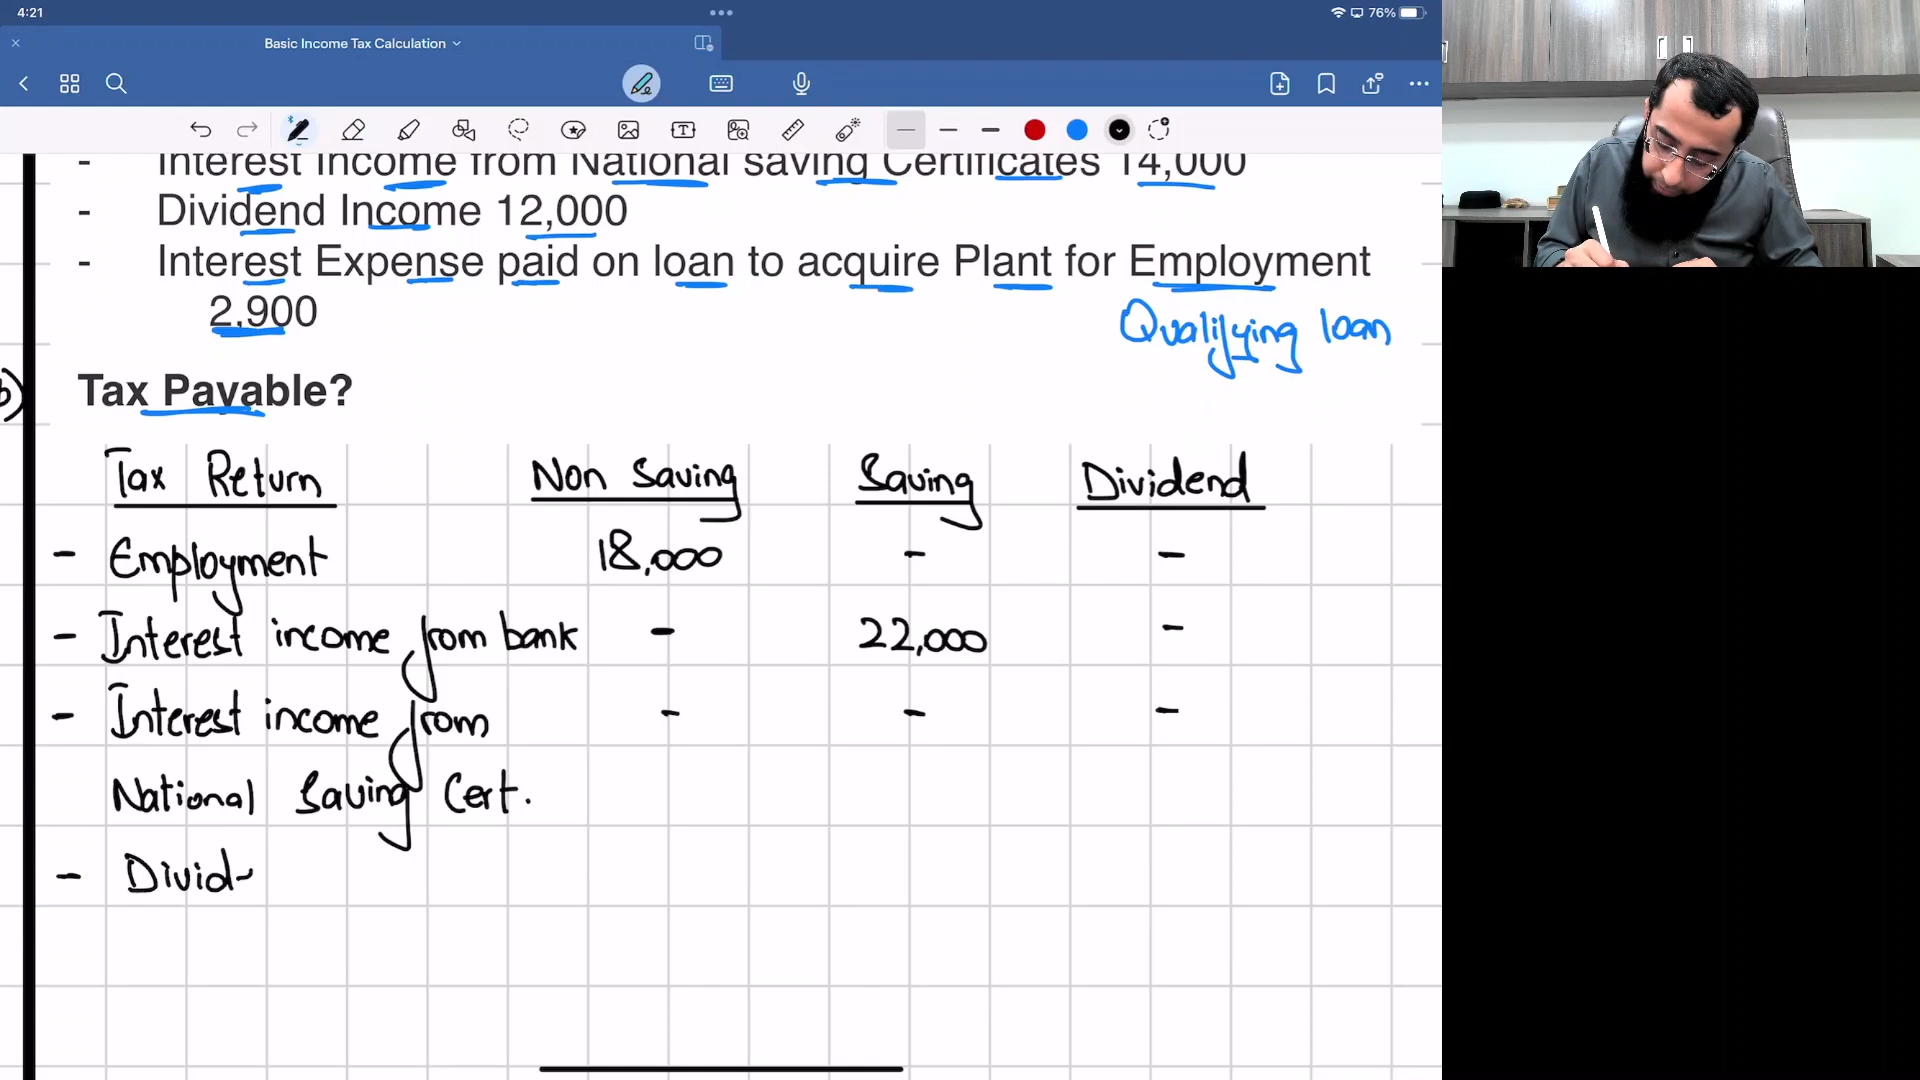 4:21
76%
Basic Income Tax Calculation
- Interest Income from National saving Certificates 14,000
- Dividend Income 12,000
- Interest Expense paid on loan to acquire Plant for Employment
2,900
Qualifying loan
b) Tax Payable?
Tax Return Non Saving Saving Dividend
- Employment 18,000 - -
- Interest income from bank - 22,000 -
- Interest income from - - -
National Saving Cert.
- Divid